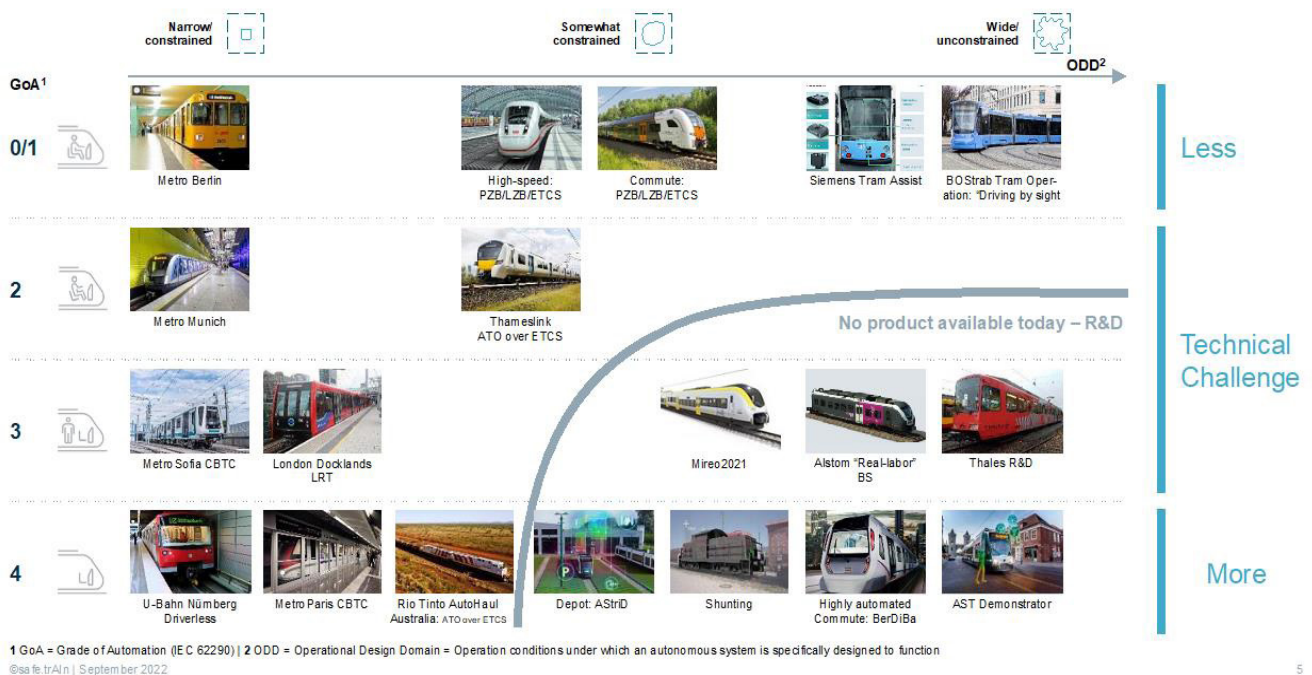 Narrow/
constrained
Somewhat
constrained
Wide/
unconstrained
ODD2
GoA1
0/1
Metro Berlin
High-speed:
PZB/LZB/ETCS
Commute:
PZB/LZB/ETCS
Siemens Tram Assist
BOStrab Tram Oper-
ation: “Driving by sight
Less
2
Metro Munich
Thameslink
ATO over ETCS
No product available today – R&D
Technical
Challenge
3
Metro Sofia CBTC
London Docklands
LRT
Mireo2021
Alstom “Real-labor”
BS
Thales R&D
4
U-Bahn Nürnberg
Driverless
Metro Paris CBTC
Rio Tinto AutoHaul
Australia: ATO over ETCS
P
Depot: AStriD
Shunting
Highly automated
Commute: BerDiBa
AST Demonstrator
More
1 GoA = Grade of Automation (IEC 62290) | 2 ODD = Operational Design Domain = Operation conditions under which an autonomous system is specifically designed to function
©safe.trAIn | September 2022
5